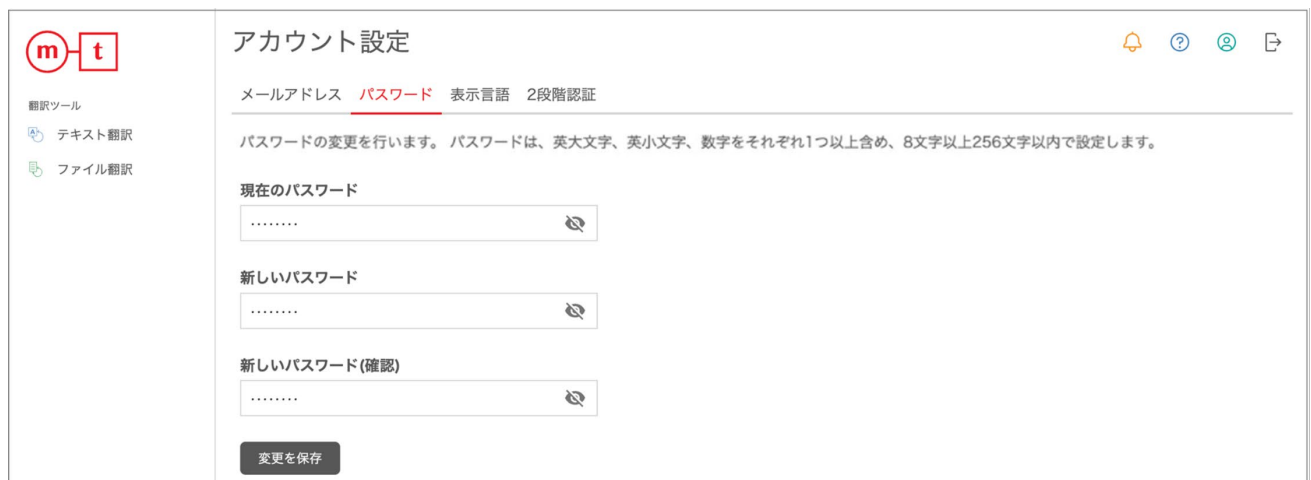 m t
アカウント設定
翻訳ツール
テキスト翻訳
ファイル翻訳
メールアドレス パスワード 表示言語 2段階認証
パスワードの変更を行います。 パスワードは、英大文字、英小文字、数字をそれぞれ1つ以上含め、8文字以上256文字以内で設定します。
現在のパスワード
········
新しいパスワード
········
新しいパスワード(確認)
········
変更を保存